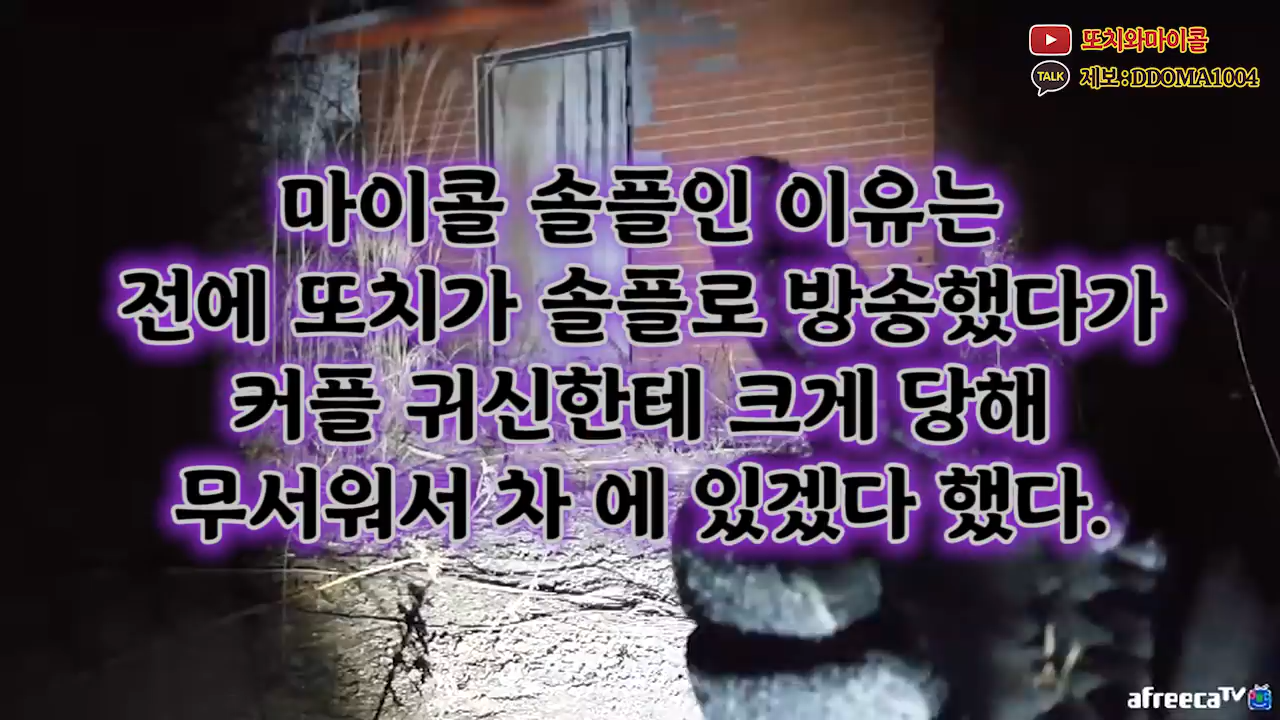 또치와마이콜
TALK 제보 : DDOMA1004
마이콜 솔플인 이유는
전에 또치가 솔플로 방송했다가
커플 귀신한테 크게 당해
무서워서 차 에 있겠다 했다.
afreecaTV